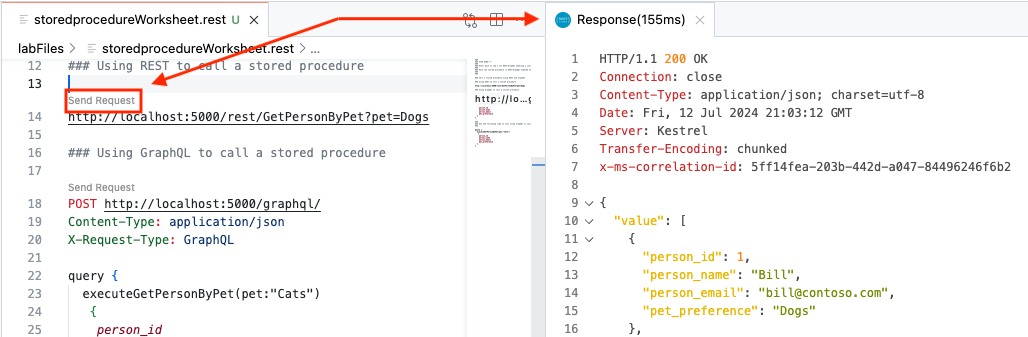 storedprocedureWorksheet.rest U
labFiles > storedprocedureWorksheet.rest > ...
12 ### Using REST to call a stored procedure
13
Send Request
14 http://localhost:5000/rest/GetPersonByPet?pet=Dogs
15
16 ### Using GraphQL to call a stored procedure
17
Send Request
18 POST http://localhost:5000/graphql/
19 Content-Type: application/json
20 X-Request-Type: GraphQL
21
22 query {
23 executeGetPersonByPet(pet:"Cats")
24 {
25 person_id
http://lo...g
Response(155ms)
1 HTTP/1.1 200 OK
2 Connection: close
3 Content-Type: application/json; charset=utf-8
4 Date: Fri, 12 Jul 2024 21:03:12 GMT
5 Server: Kestrel
6 Transfer-Encoding: chunked
7 x-ms-correlation-id: 5ff14fea-203b-442d-a047-84496246f6b2
8
9 {
10 "value": [
11 {
12 "person_id": 1,
13 "person_name": "Bill",
14 "person_email": "bill@contoso.com",
15 "pet_preference": "Dogs"
16 },